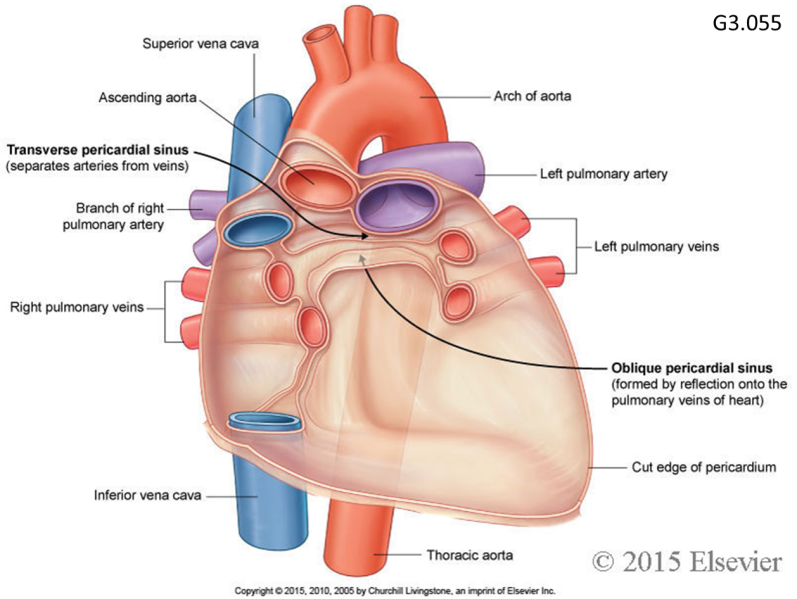 G3.055
Superior vena cava
Ascending aorta
Arch of aorta
Transverse pericardial sinus
(separates arteries from veins)
Left pulmonary artery
Branch of right
pulmonary artery
Left pulmonary veins
Right pulmonary veins
Oblique pericardial sinus
(formed by reflection onto the
pulmonary veins of heart)
Cut edge of pericardium
Inferior vena cava
Thoracic aorta
© 2015 Elsevier
Copyright © 2015, 2010, 2005 by Churchill Livingstone, an imprint of Elsevier Inc.